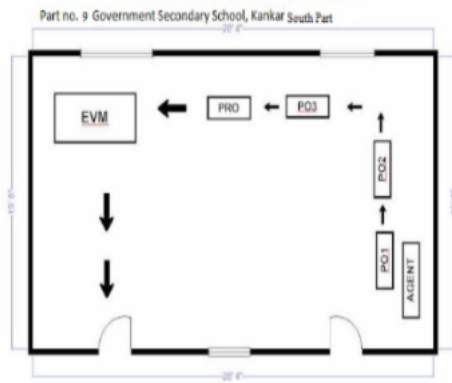 Part no. 9 Government Secondary School, Kankar South Part
EVM
PRO
PO3
PO2
PO1
AGENT